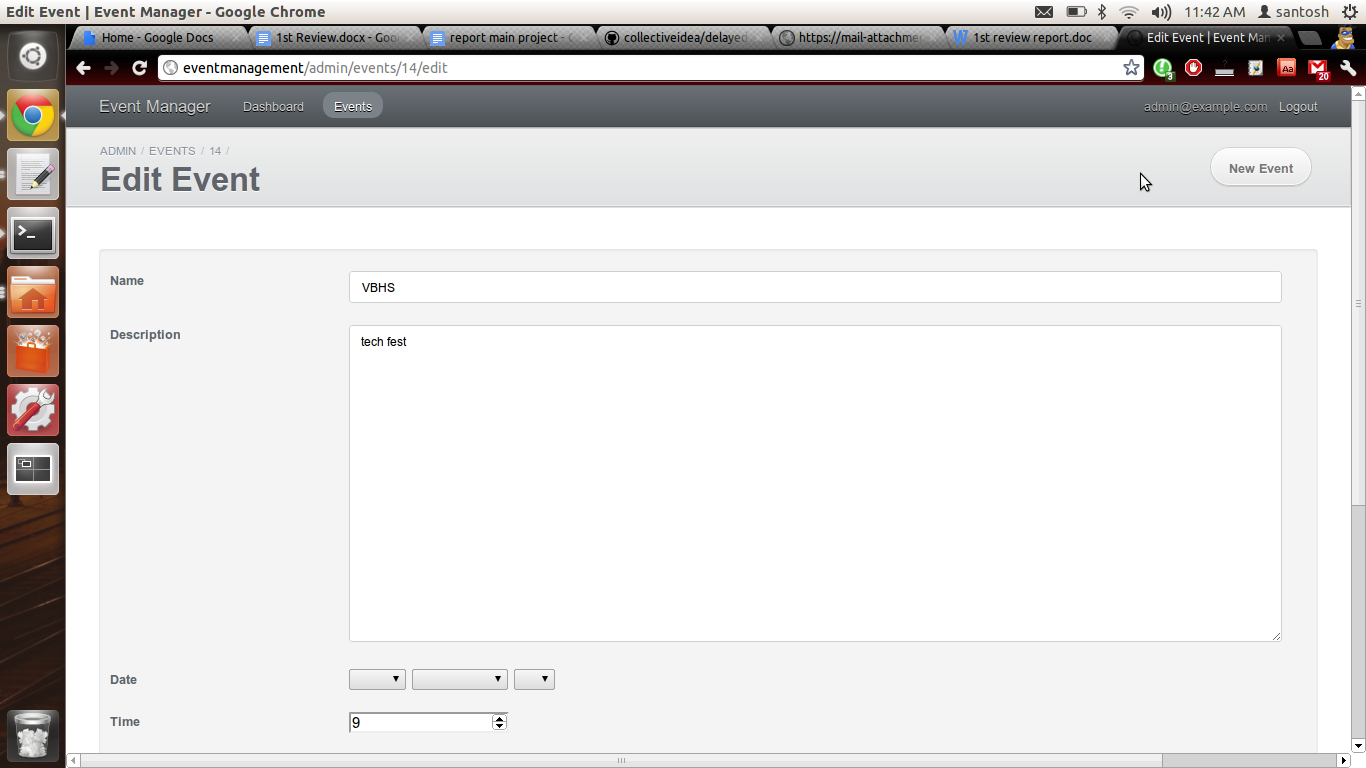 Edit Event | Event Manager - Google Chrome
11:42 AM santosh
Home - Google Docs
1st Review.docx - Goo
report main project - G
collectiveidea/delayed
https://mail-attachmen
1st review report.doc
Edit Event | Event Man
eventmanagement/admin/events/14/edit
3
Aa
20
Event Manager Dashboard Events admin@example.com Logout
ADMIN / EVENTS / 14 /
Edit Event
New Event
Name VBHS
Description tech fest
Date
Time 9